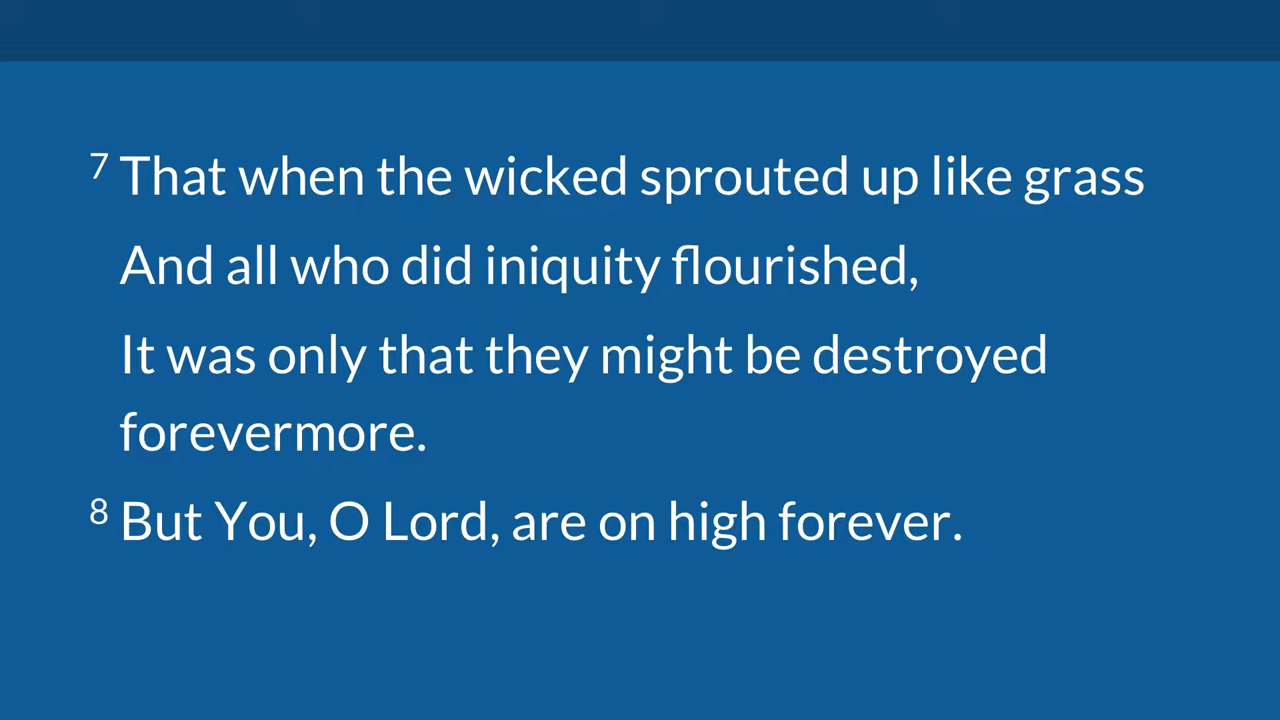 7 That when the wicked sprouted up like grass
And all who did iniquity flourished,
It was only that they might be destroyed
forevermore.
8 But You, O Lord, are on high forever.